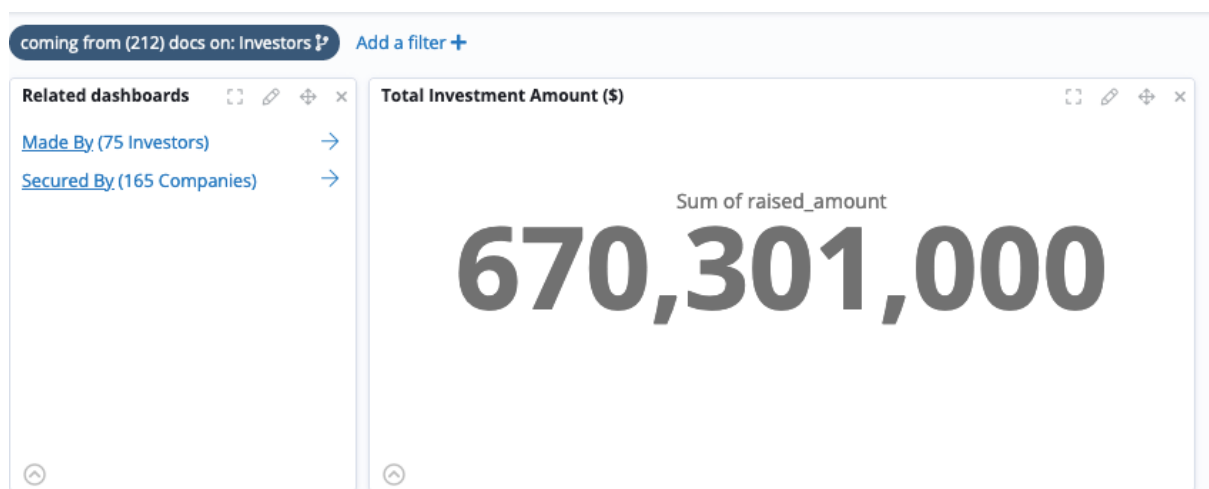 coming from (212) docs on: Investors
Add a filter
Related dashboards
Made By (75 Investors)
Secured By (165 Companies)
Total Investment Amount ($)
Sum of raised_amount
670,301,000